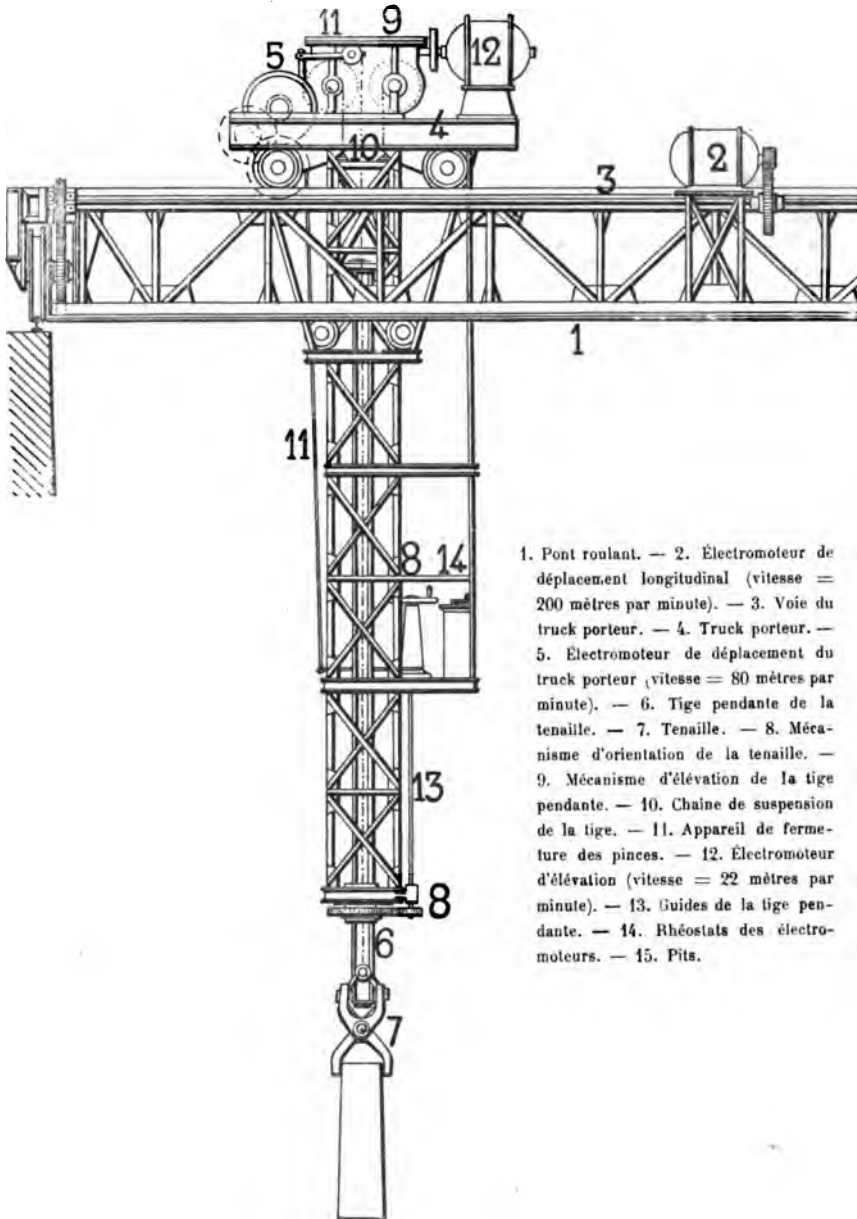 11
9
5
12
4
10
2
3
1
11
8
14
13
8
6
7
1. Pont roulant. — 2. Électromoteur de
déplacement longitudinal (vitesse =
200 mètres par minute). — 3. Voie du
truck porteur. — 4. Truck porteur. —
5. Électromoteur de déplacement du
truck porteur (vitesse = 80 mètres par
minute). — 6. Tige pendante de la
tenaille. — 7. Tenaille. — 8. Méca-
nisme d'orientation de la tenaille. —
9. Mécanisme d'élévation de la tige
pendante. — 10. Chaine de suspension
de la tige. — 11. Appareil de ferme-
ture des pinces. — 12. Électromoteur
d'élévation (vitesse = 22 mètres par
minute). — 13. Guides de la tige pen-
dante. — 14. Rhéostats des électro-
moteurs. — 15. Pits.